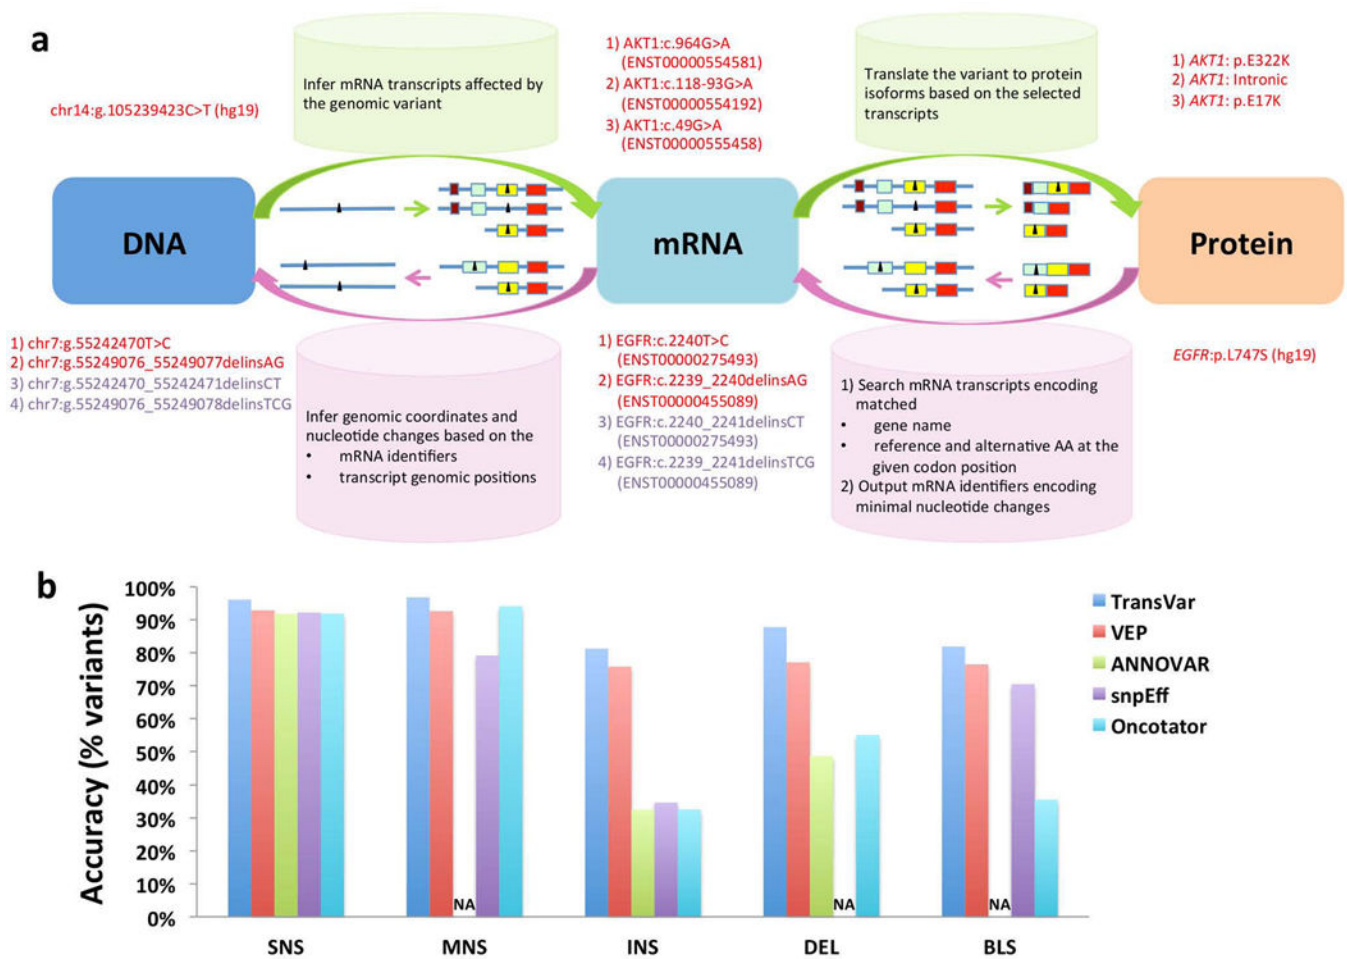 a
chr14:g.105239423C>T (hg19)
Infer mRNA transcripts affected by
the genomic variant
1) AKT1:c.964G>A
(ENST00000554581)
2) AKT1:c.118-93G>A
(ENST00000554192)
3) AKT1:c.49G>A
(ENST00000555458)
Translate the variant to protein
isoforms based on the selected
transcripts
1) AKT1: p.E322K
2) AKT1: Intronic
3) AKT1: p.E17K
DNA
mRNA
Protein
1) chr7:g.55242470T>C
2) chr7:g.55249076_55249077delinsAG
3) chr7:g.55242470_55242471delinsCT
4) chr7:g.55249076_55249078delinsTCG
Infer genomic coordinates and
nucleotide changes based on the
• mRNA identifiers
• transcript genomic positions
1) EGFR:c.2240T>C
(ENST00000275493)
2) EGFR:c.2239_2240delinsAG
(ENST00000455089)
3) EGFR:c.2240_2241delinsCT
(ENST00000275493)
4) EGFR:c.2239_2241delinsTCG
(ENST00000455089)
1) Search mRNA transcripts encoding
matched
• gene name
• reference and alternative AA at the
given codon position
2) Output mRNA identifiers encoding
minimal nucleotide changes
EGFR:p.L747S (hg19)
b
Accuracy (% variants)
100%
90%
80%
70%
60%
50%
40%
30%
20%
10%
0%
NA
NA
NA
SNS
MNS
INS
DEL
BLS
TransVar
VEP
ANNOVAR
snpEff
Oncotator